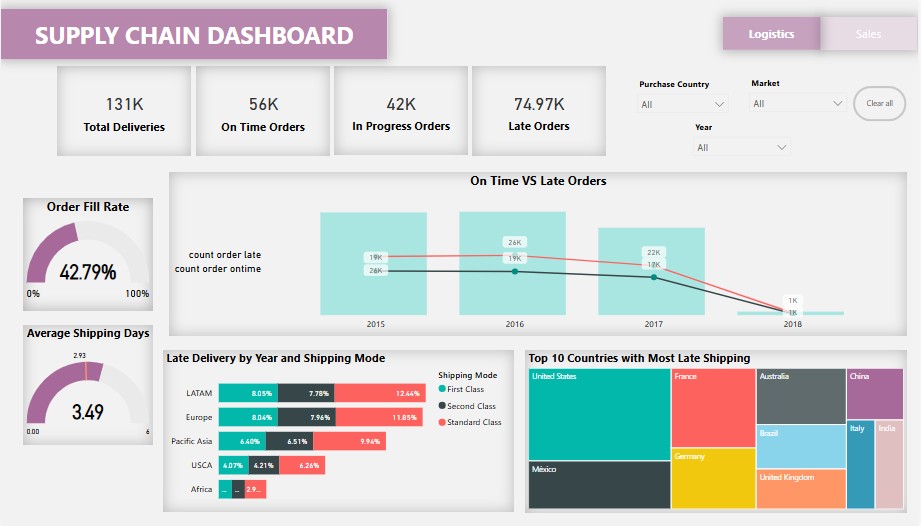 SUPPLY CHAIN DASHBOARD
Logistics
Sales
131K
Total Deliveries
56K
On Time Orders
42K
In Progress Orders
74.97K
Late Orders
Purchase Country
All
Market
All
Clear all
Year
All
Order Fill Rate
42.79%
0%
100%
Average Shipping Days
2.93
3.49
0.00
6
On Time VS Late Orders
count order late
count order ontime
19K
26K
26K
19K
22K
17K
1K
1K
2015
2016
2017
2018
Late Delivery by Year and Shipping Mode
LATAM
8.05%
7.78%
12.44%
Europe
8.04%
7.96%
11.85%
Pacific Asia
6.40%
6.51%
9.94%
USCA
4.07%
4.21%
6.26%
Africa
...
...
2.9...
Shipping Mode
First Class
Second Class
Standard Class
Top 10 Countries with Most Late Shipping
United States
México
France
Germany
Australia
Brazil
United Kingdom
China
Italy
India